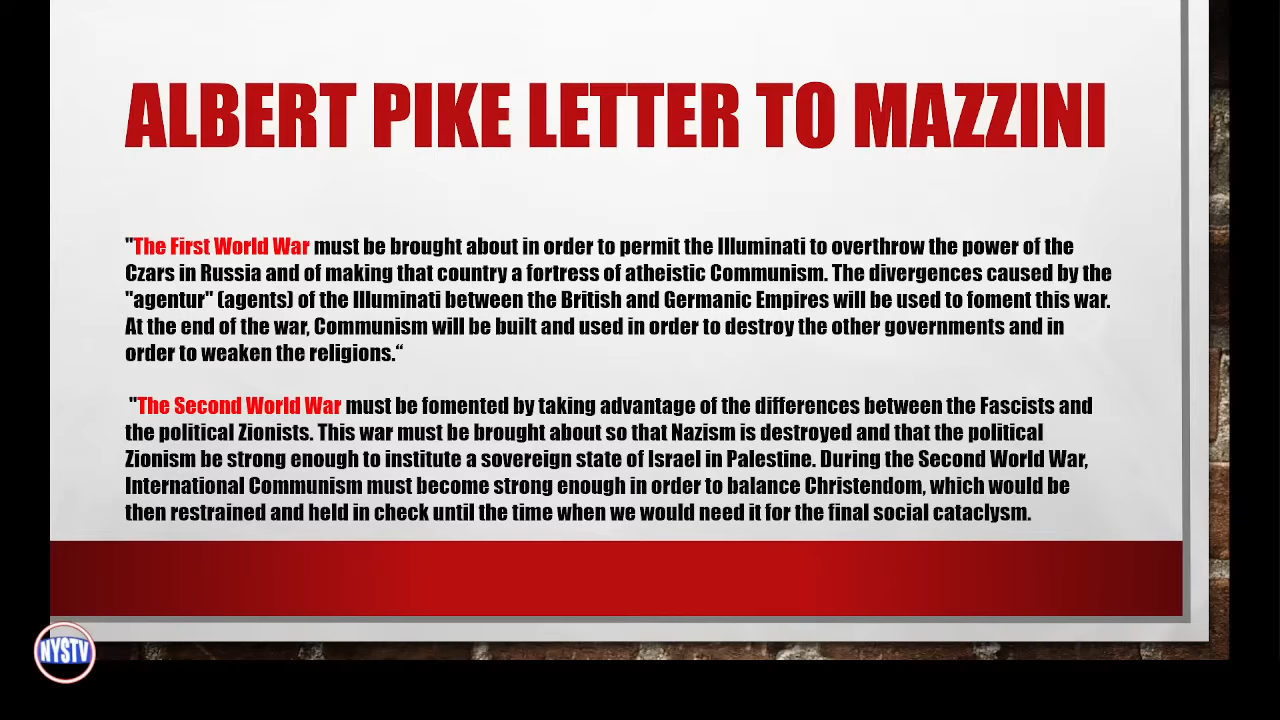 ALBERT PIKE LETTER TO MAZZINI
"The First World War must be brought about in order to permit the Illuminati to overthrow the power of the
Czars in Russia and of making that country a fortress of atheistic Communism. The divergences caused by the
"agentur" (agents) of the Illuminati between the British and Germanic Empires will be used to foment this war.
At the end of the war, Communism will be built and used in order to destroy the other governments and in
order to weaken the religions.“
"The Second World War must be fomented by taking advantage of the differences between the Fascists and
the political Zionists. This war must be brought about so that Nazism is destroyed and that the political
Zionism be strong enough to institute a sovereign state of Israel in Palestine. During the Second World War,
International Communism must become strong enough in order to balance Christendom, which would be
then restrained and held in check until the time when we would need it for the final social cataclysm.
NYSTV